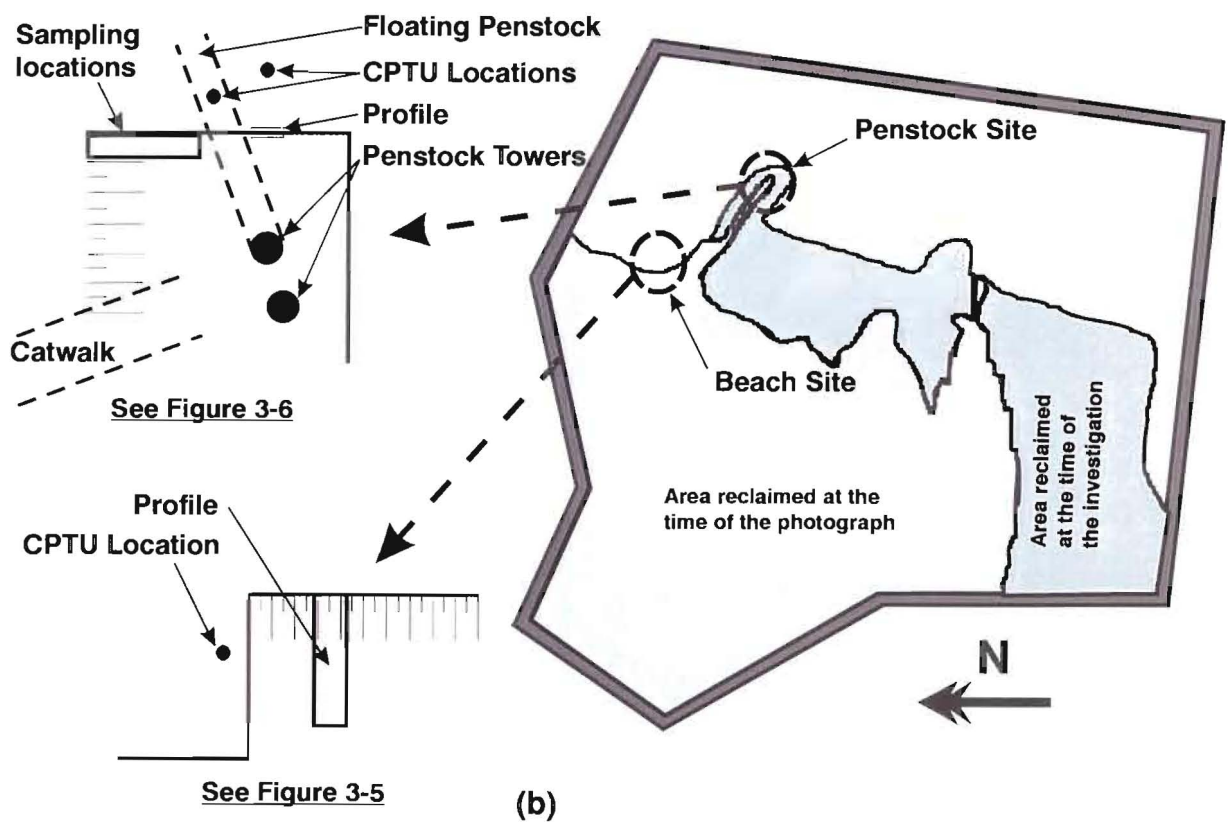 Sampling
locations
Floating Penstock
CPTU Locations
Profile
Penstock Towers
Catwalk
See Figure 3-6
Penstock Site
Beach Site
Area reclaimed at the
time of the photograph
Area reclaimed
at the time of
the investigation
Profile
CPTU Location
See Figure 3-5
N
(b)